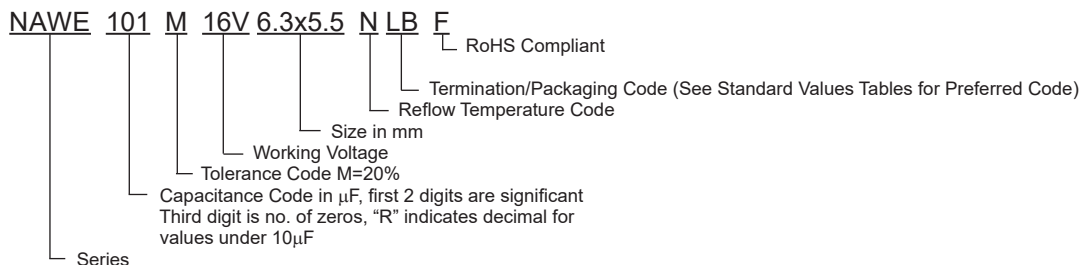 NAWE 101 M 16V 6.3x5.5 N LB F
RoHS Compliant
Termination/Packaging Code (See Standard Values Tables for Preferred Code)
Reflow Temperature Code
Size in mm
Working Voltage
Tolerance Code M=20%
Capacitance Code in μF, first 2 digits are significant
Third digit is no. of zeros, “R” indicates decimal for
values under 10μF
Series